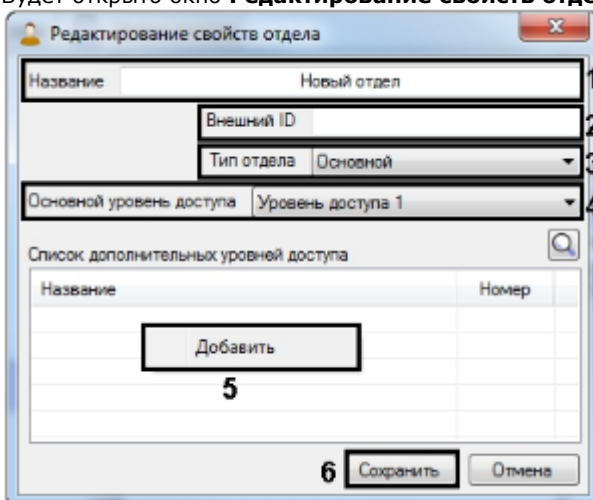 Будет открыто окно Редактирование свойств отде
Редактирование свойств отдела
Название Новый отдел 1
Внешний ID 2
Тип отдела Основной 3
Основной уровень доступа Уровень доступа 1 4
Список дополнительных уровней доступа
Название Номер
Добавить
5
6 Сохранить Отмена